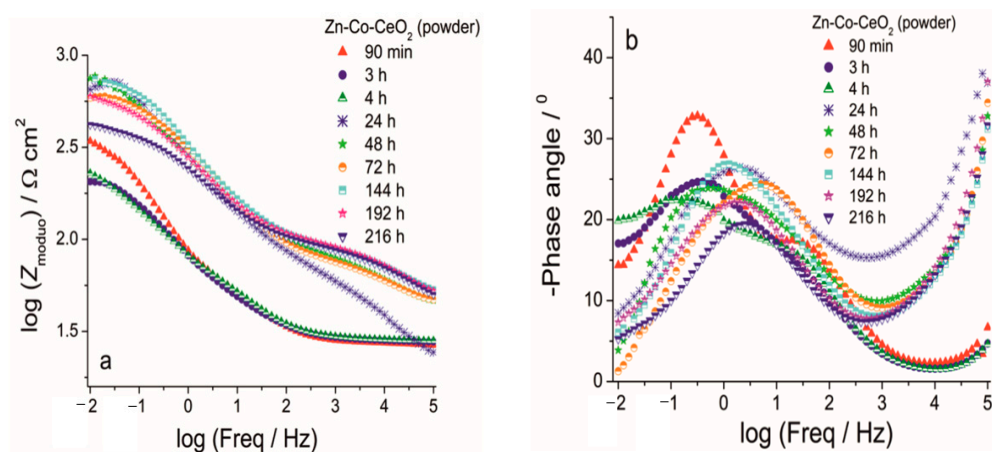 a
Zn-Co-CeO₂ (powder)
90 min
3 h
4 h
24 h
48 h
72 h
144 h
192 h
216 h
3.0
2.5
2.0
1.5
log (Z moduo) / Ω cm²
−2 −1 0 1 2 3 4 5
log (Freq / Hz)
b
Zn-Co-CeO₂ (powder)
90 min
3 h
4 h
24 h
48 h
72 h
144 h
192 h
216 h
40
30
20
10
0
-Phase angle / ⁰
−2 −1 0 1 2 3 4 5
log (Freq / Hz)